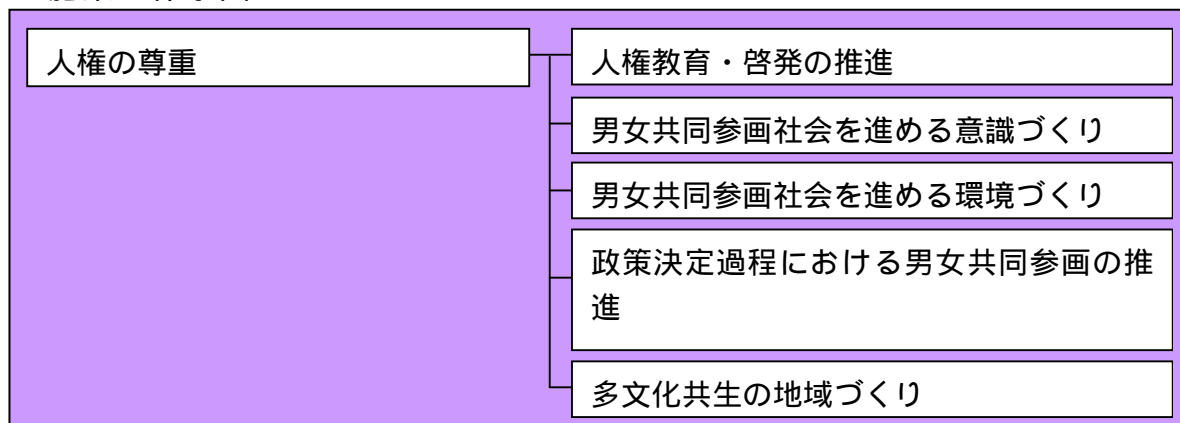 人権の尊重
人権教育・啓発の推進
男女共同参画社会を進める意識づくり
男女共同参画社会を進める環境づくり
政策決定過程における男女共同参画の推
進
多文化共生の地域づくり